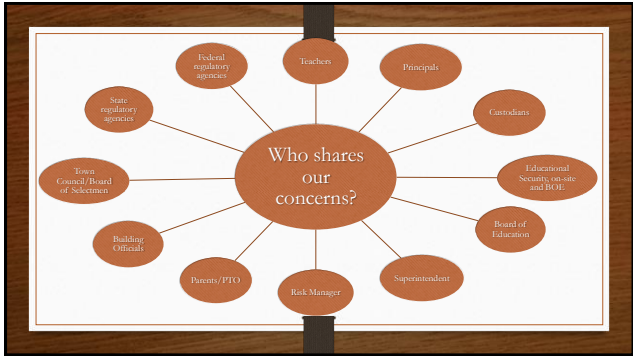 Who shares
our
concerns?
Teachers
Principals
Custodians
Educational
Security, on-site
and BOE
Board of
Education
Superintendent
Risk Manager
Parents/PTO
Building
Officials
Town
Council/Board
of Selectmen
State
regulatory
agencies
Federal
regulatory
agencies